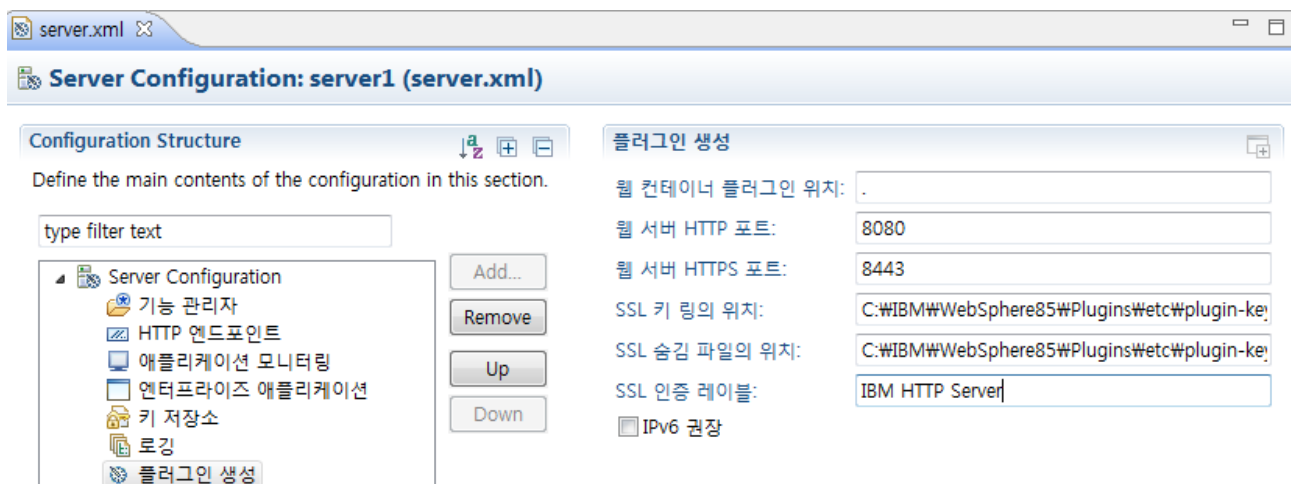 server.xml
Server Configuration: server1 (server.xml)
Configuration Structure
Define the main contents of the configuration in this section.
type filter text
Server Configuration
기능 관리자
HTTP 엔드포인트
애플리케이션 모니터링
엔터프라이즈 애플리케이션
키 저장소
로깅
플러그인 생성
Add...
Remove
Up
Down
플러그인 생성
웹 컨테이너 플러그인 위치: .
웹 서버 HTTP 포트: 8080
웹 서버 HTTPS 포트: 8443
SSL 키 링의 위치: C:₩IBM₩WebSphere85₩Plugins₩etc₩plugin-key
SSL 숨김 파일의 위치: C:₩IBM₩WebSphere85₩Plugins₩etc₩plugin-key
SSL 인증 레이블: IBM HTTP Server
IPv6 권장